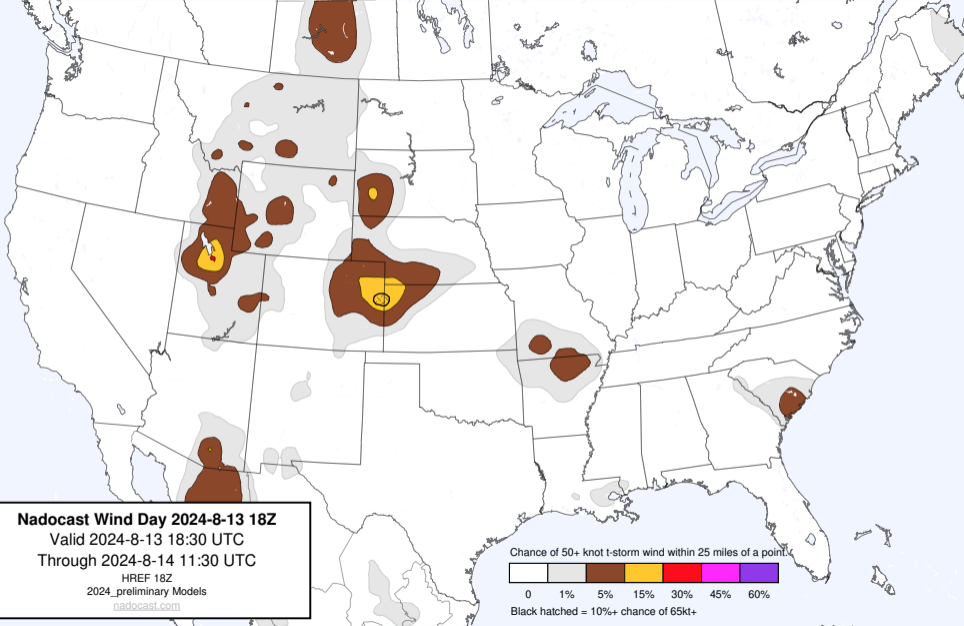 Nadocast Wind Day 2024-8-13 18Z
Valid 2024-8-13 18:30 UTC
Through 2024-8-14 11:30 UTC
HREF 18Z
2024_preliminary Models
nadocast.com
Chance of 50+ knot t-storm wind within 25 miles of a point.
0 1% 5% 15% 30% 45% 60%
Black hatched = 10%+ chance of 65kt+